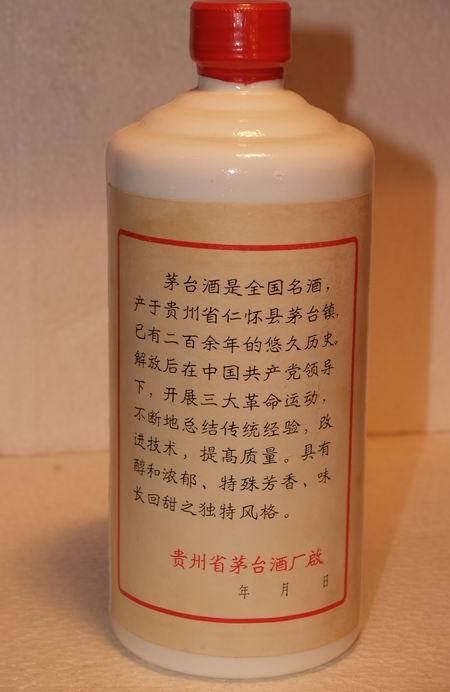 茅台酒是全国名酒，
产于贵州省仁怀县茅台镇，
已有二百余年的悠久历史。
解放后在中国共产党领导
下，开展三大革命运动，
不断地总结传统经验，改
进技术，提高质量。具有
醇和浓郁、特殊芳香、味
长回甜之独特风格。
贵州省茅台酒厂啟
年 月 日